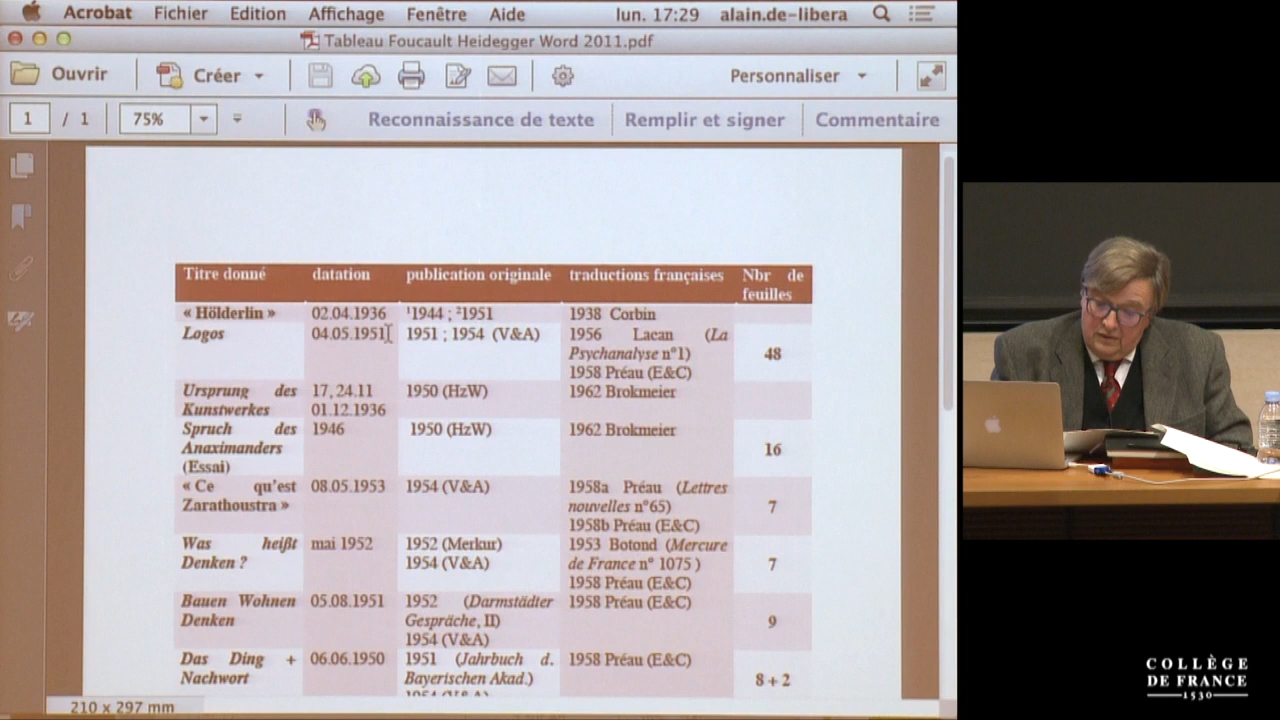 Acrobat Fichier Edition Affichage Fenêtre Aide lun. 17:29 alain.de-libera
Tableau Foucault Heidegger Word 2011.pdf
Ouvrir Créer Personnaliser
1 / 1 75% Reconnaissance de texte Remplir et signer Commentaire
Titre donné datation publication originale traductions françaises Nbr de
feuilles
« Hölderlin » 02.04.1936 ¹1944 ; ²1951 1938 Corbin
Logos 04.05.1951 1951 ; 1954 (V&A) 1956 Lacan (La
Psychanalyse n°1)
48
1958 Préau (E&C)
Ursprung des 17, 24.11 1950 (HzW) 1962 Brokmeier
Kunstwerkes 01.12.1936
Spruch des 1946 1950 (HzW) 1962 Brokmeier
Anaximanders 16
(Essai)
« Ce qu'est 08.05.1953 1954 (V&A) 1958a Préau (Lettres
Zarathoustra » nouvelles n°65) 7
1958b Préau (E&C)
Was heißt mai 1952 1952 (Merkur) 1953 Botond (Mercure
Denken ? 1954 (V&A) de France n° 1075 ) 7
1958 Préau (E&C)
Bauen Wohnen 05.08.1951 1952 (Darmstädter 1958 Préau (E&C)
Denken Gespräche, II) 9
1954 (V&A)
Das Ding + 06.06.1950 1951 (Jahrbuch d. 1958 Préau (E&C)
Nachwort Bayerischen Akad.) 8 + 2
210 x 297 mm
COLLÈGE
DE FRANCE
1530